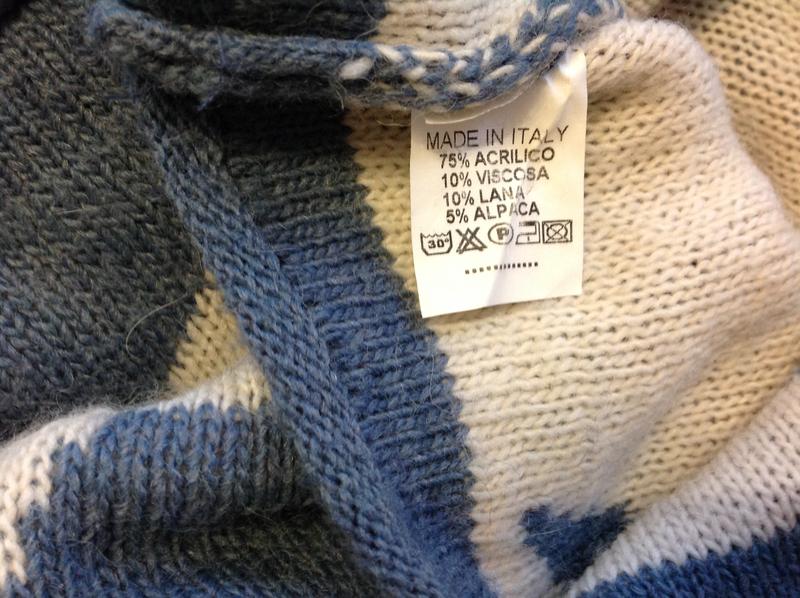 MADE IN ITALY
75% ACRILICO
10% VISCOSA
10% LANA
5% ALPACA
30° P